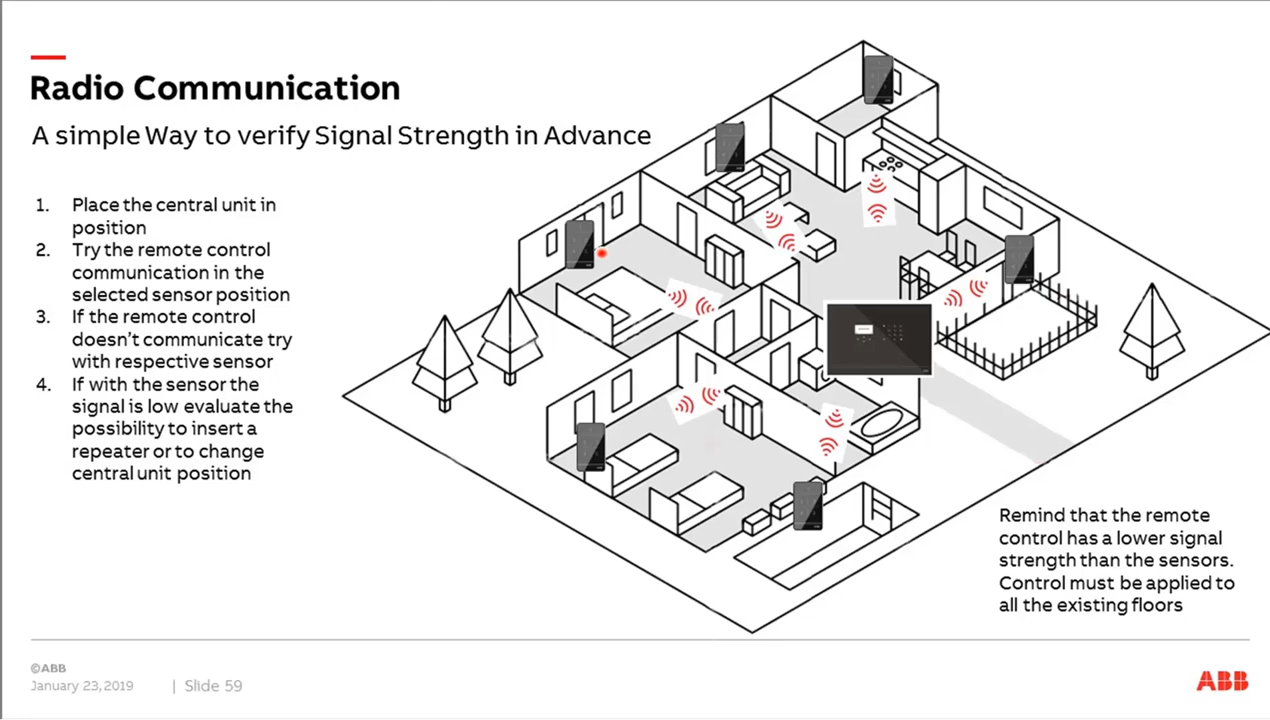 Radio Communication
A simple Way to verify Signal Strength in Advance
1. Place the central unit in
position
2. Try the remote control
communication in the
selected sensor position
3. If the remote control
doesn't communicate try
with respective sensor
4. If with the sensor the
signal is low evaluate the
possibility to insert a
repeater or to change
central unit position
Remind that the remote
control has a lower signal
strength than the sensors.
Control must be applied to
all the existing floors
©ABB
January 23, 2019 | Slide 59
ABB